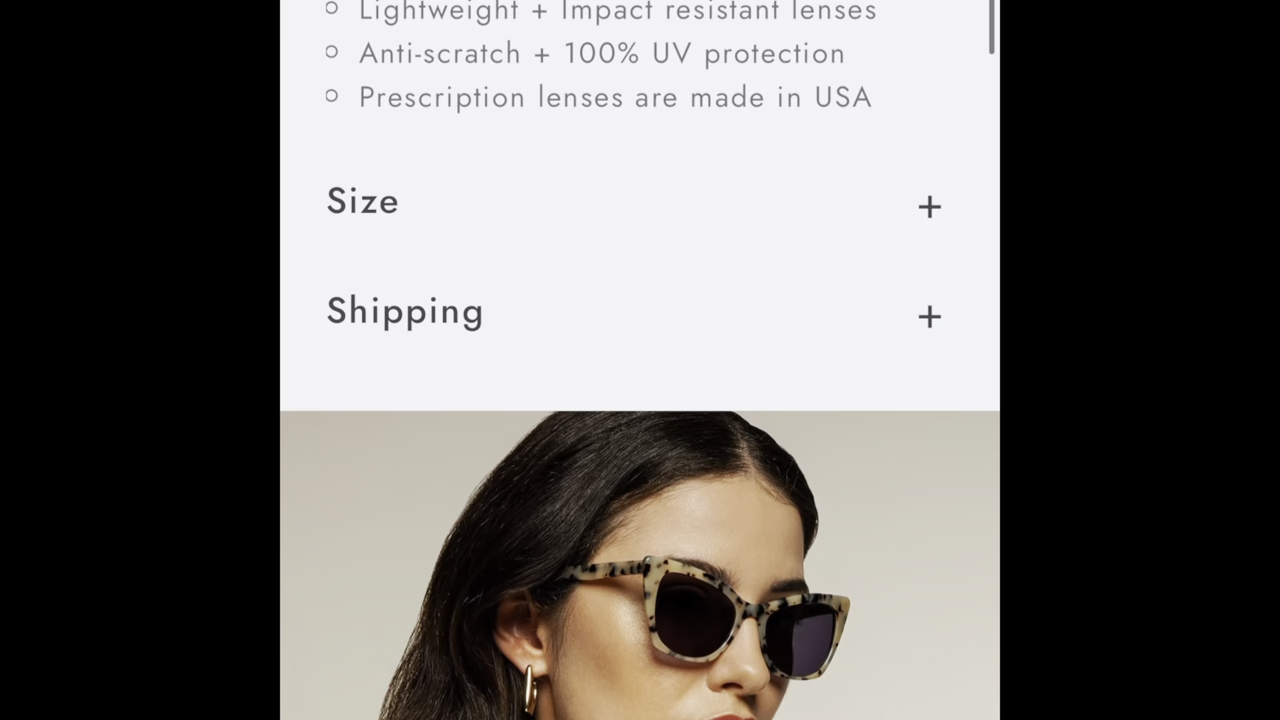 Lightweight + Impact resistant lenses
Anti-scratch + 100% UV protection
Prescription lenses are made in USA
Size +
Shipping +